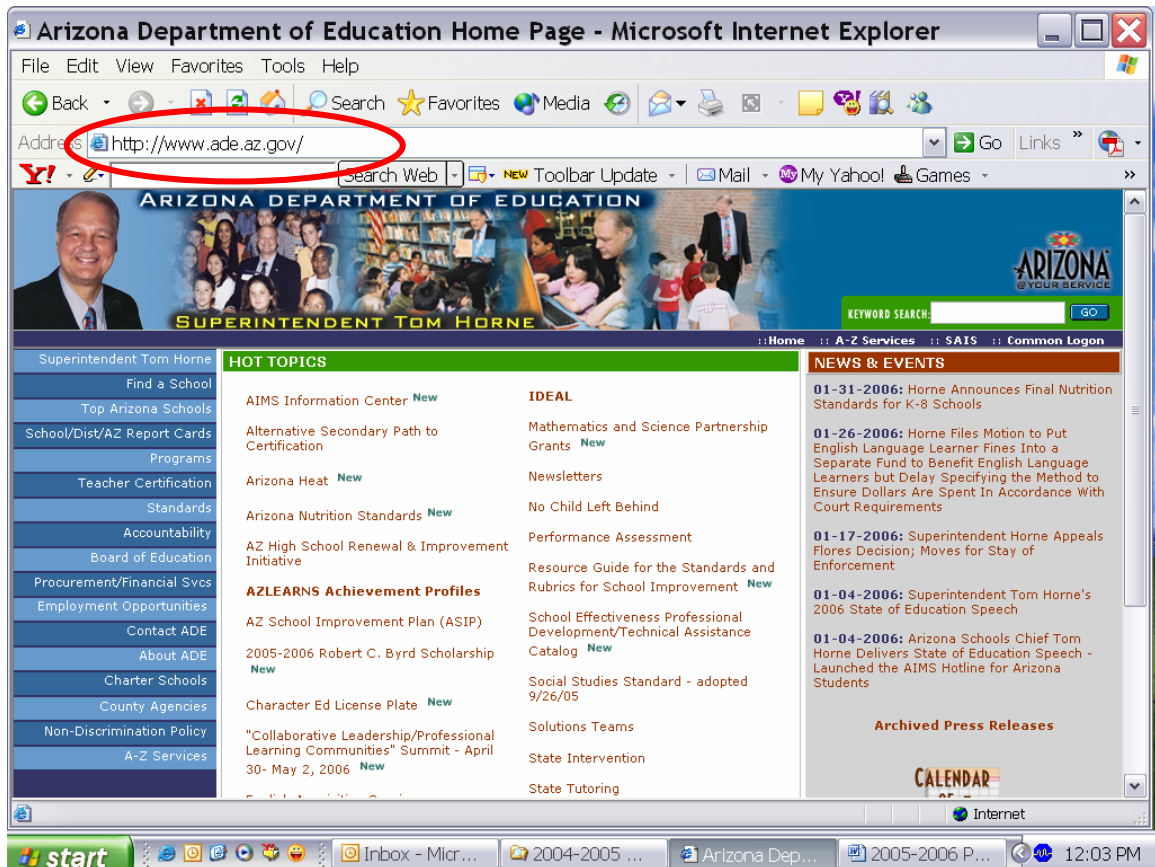 Arizona Department of Education Home Page - Microsoft Internet Explorer
File Edit View Favorites Tools Help
Back Search Favorites Media
Address http://www.ade.az.gov/ Go Links »
Y! Search Web NEW Toolbar Update Mail My Yahoo! Games »
ARIZONA DEPARTMENT OF EDUCATION
SUPERINTENDENT TOM HORNE
ARIZONA
@YOUR SERVICE
KEYWORD SEARCH: GO
::Home :: A-Z Services :: SAIS :: Common Logon
Superintendent Tom Horne
Find a School
Top Arizona Schools
School/Dist/AZ Report Cards
Programs
Teacher Certification
Standards
Accountability
Board of Education
Procurement/Financial Svcs
Employment Opportunities
Contact ADE
About ADE
Charter Schools
County Agencies
Non-Discrimination Policy
A-Z Services
HOT TOPICS
AIMS Information Center New
Alternative Secondary Path to
Certification
Arizona Heat New
Arizona Nutrition Standards New
AZ High School Renewal & Improvement
Initiative
AZLEARNS Achievement Profiles
AZ School Improvement Plan (ASIP)
2005-2006 Robert C. Byrd Scholarship
New
Character Ed License Plate New
"Collaborative Leadership/Professional
Learning Communities" Summit - April
30- May 2, 2006 New
IDEAL
Mathematics and Science Partnership
Grants New
Newsletters
No Child Left Behind
Performance Assessment
Resource Guide for the Standards and
Rubrics for School Improvement New
School Effectiveness Professional
Development/Technical Assistance
Catalog New
Social Studies Standard - adopted
9/26/05
Solutions Teams
State Intervention
State Tutoring
NEWS & EVENTS
01-31-2006: Horne Announces Final Nutrition
Standards for K-8 Schools
01-26-2006: Horne Files Motion to Put
English Language Learner Fines Into a
Separate Fund to Benefit English Language
Learners but Delay Specifying the Method to
Ensure Dollars Are Spent In Accordance With
Court Requirements
01-17-2006: Superintendent Horne Appeals
Flores Decision; Moves for Stay of
Enforcement
01-04-2006: Superintendent Tom Horne's
2006 State of Education Speech
01-04-2006: Arizona Schools Chief Tom
Horne Delivers State of Education Speech -
Launched the AIMS Hotline for Arizona
Students
Archived Press Releases
CALENDAR
Internet
start Inbox - Micr... 2004-2005 ... Arizona Dep... 2005-2006 P... 12:03 PM